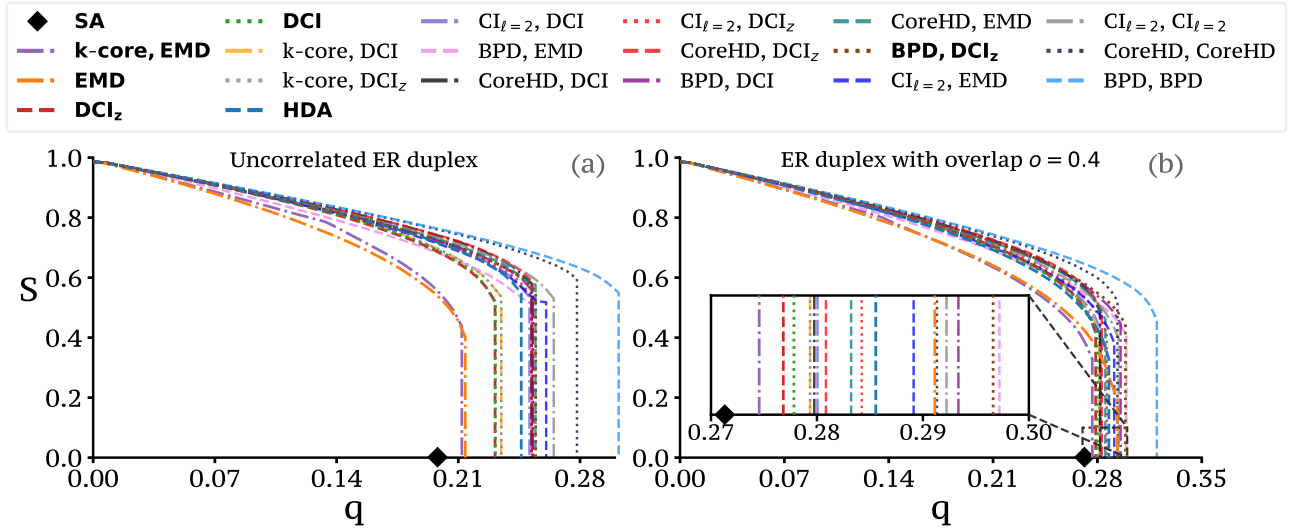 SA DCI CIℓ=2, DCI CIℓ=2, DCIz CoreHD, EMD CIℓ=2, CIℓ=2
k-core, EMD k-core, DCI BPD, EMD CoreHD, DCIz BPD, DCIz CoreHD, CoreHD
EMD k-core, DCIz CoreHD, DCI BPD, DCI CIℓ=2, EMD BPD, BPD
DCIz HDA
Uncorrelated ER duplex (a)
S
1.0
0.8
0.6
0.4
0.2
0.0
0.00 0.07 0.14 0.21 0.28
q
ER duplex with overlap o = 0.4 (b)
1.0
0.8
0.6
0.4
0.2
0.0
0.27 0.28 0.29 0.30
0.00 0.07 0.14 0.21 0.28 0.35
q